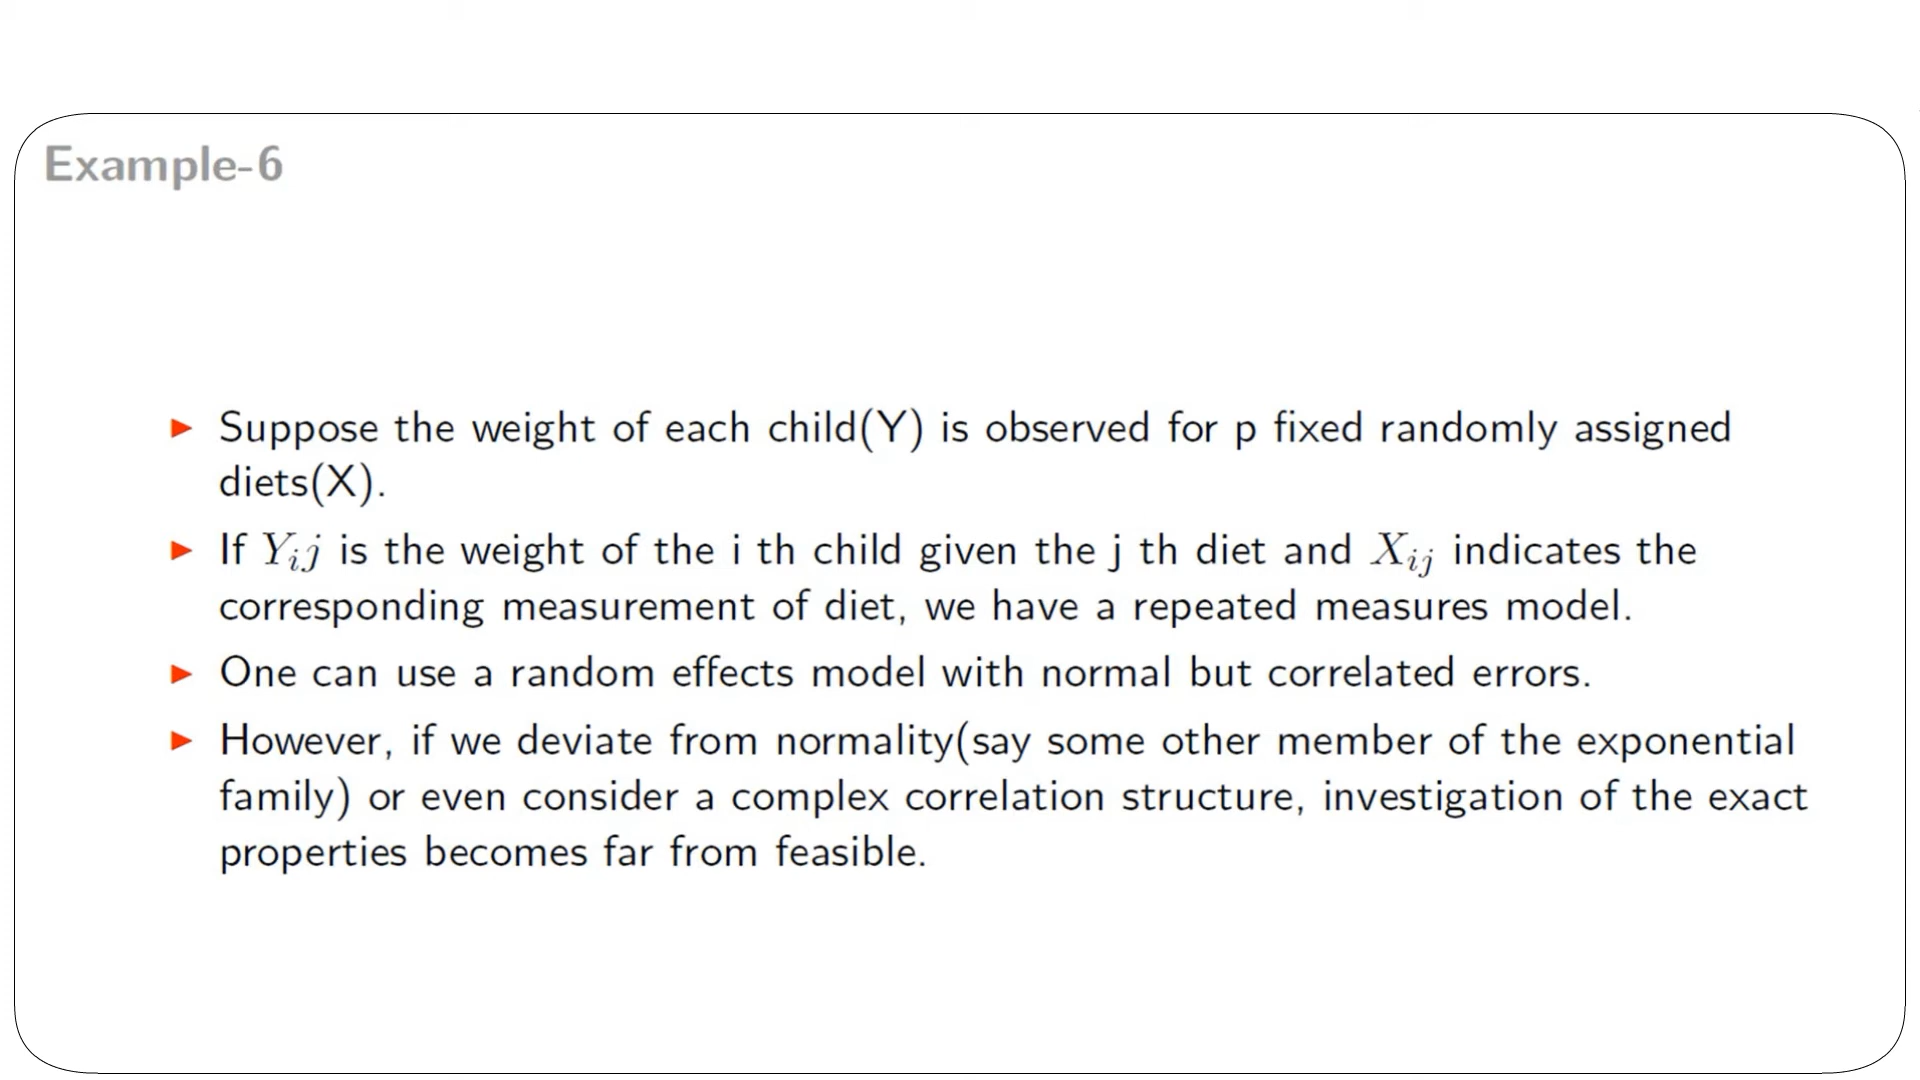 Example-6
▶ Suppose the weight of each child(Y) is observed for p fixed randomly assigned
diets(X).
▶ If Y_i j is the weight of the i th child given the j th diet and X_{ij} indicates the
corresponding measurement of diet, we have a repeated measures model.
▶ One can use a random effects model with normal but correlated errors.
▶ However, if we deviate from normality(say some other member of the exponential
family) or even consider a complex correlation structure, investigation of the exact
properties becomes far from feasible.